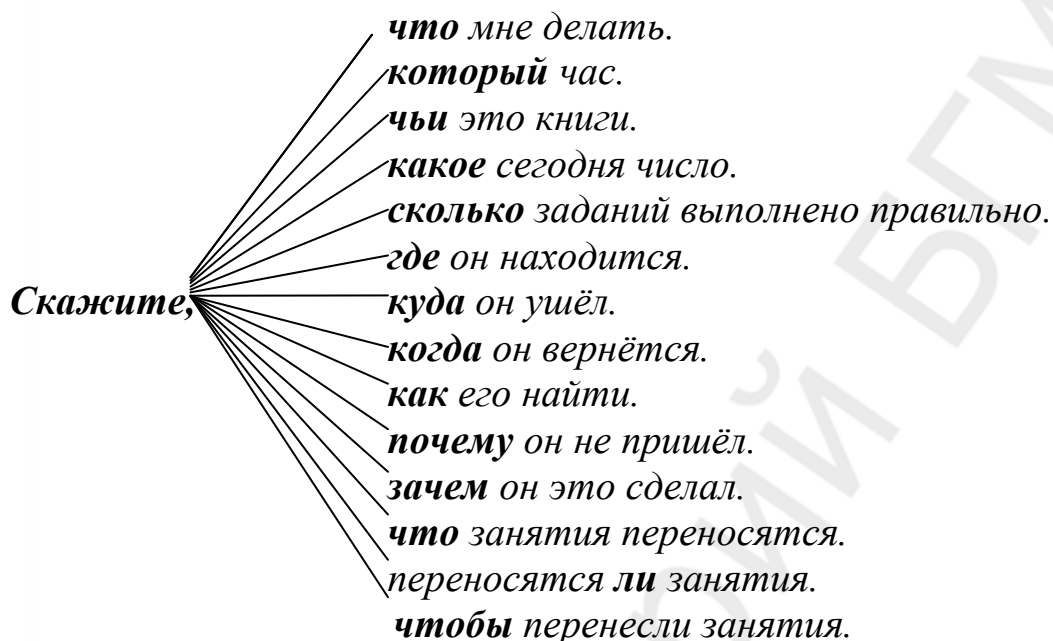 что мне делать.
который час.
чьи это книги.
какое сегодня число.
сколько заданий выполнено правильно.
где он находится.
Скажите, куда он ушёл.
когда он вернётся.
как его найти.
почему он не пришёл.
зачем он это сделал.
что занятия переносятся.
переносятся ли занятия.
чтобы перенесли занятия.